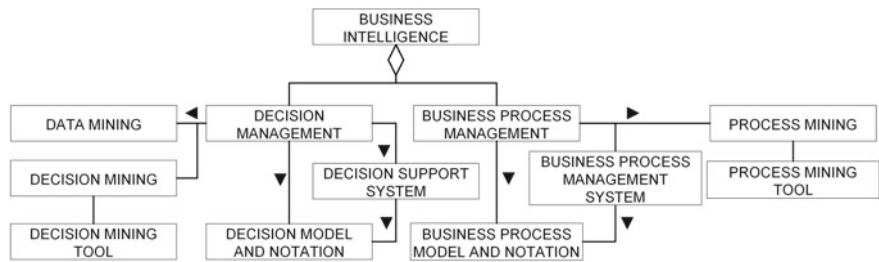 BUSINESS
INTELLIGENCE
DATA MINING
DECISION
MANAGEMENT
BUSINESS PROCESS
MANAGEMENT
PROCESS MINING
DECISION MINING
DECISION SUPPORT
SYSTEM
BUSINESS PROCESS
MANAGEMENT
SYSTEM
PROCESS MINING
TOOL
DECISION MINING
TOOL
DECISION MODEL
AND NOTATION
BUSINESS PROCESS
MODEL AND NOTATION